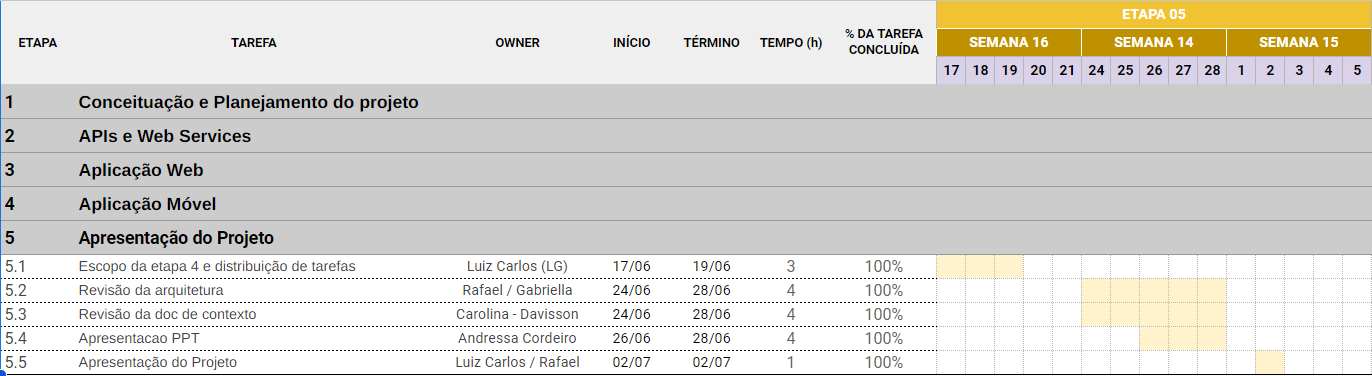 ETAPA 05
ETAPA TAREFA OWNER INÍCIO TÉRMINO TEMPO (h) % DA TAREFA CONCLUÍDA SEMANA 16 SEMANA 14 SEMANA 15
17 18 19 20 21 24 25 26 27 28 1 2 3 4 5
1 Conceituação e Planejamento do projeto
2 APIs e Web Services
3 Aplicação Web
4 Aplicação Móvel
5 Apresentação do Projeto
5.1 Escopo da etapa 4 e distribuição de tarefas Luiz Carlos (LG) 17/06 19/06 3 100%
5.2 Revisão da arquitetura Rafael / Gabriella 24/06 28/06 4 100%
5.3 Revisão da doc de contexto Carolina - Davisson 24/06 28/06 4 100%
5.4 Apresentacao PPT Andressa Cordeiro 26/06 28/06 4 100%
5.5 Apresentação do Projeto Luiz Carlos / Rafael 02/07 02/07 1 100%